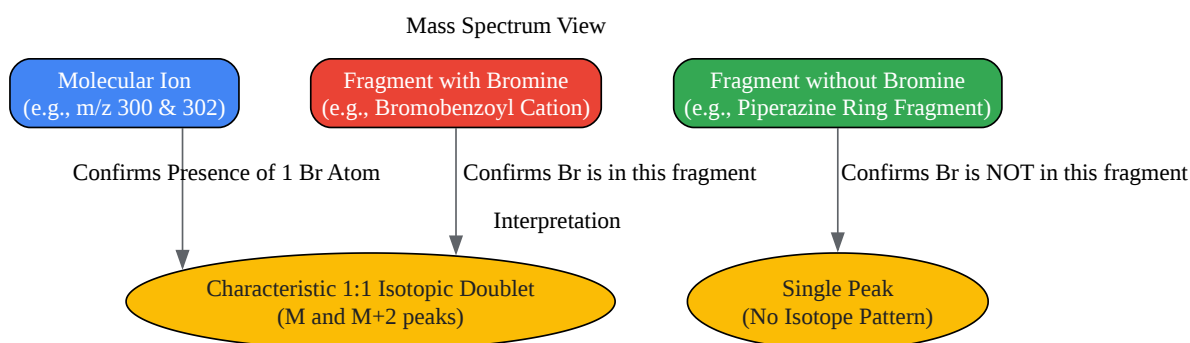 Mass Spectrum View
Molecular Ion
(e.g., m/z 300 & 302)
Fragment with Bromine
(e.g., Bromobenzoyl Cation)
Fragment without Bromine
(e.g., Piperazine Ring Fragment)
Confirms Presence of 1 Br Atom
Confirms Br is in this fragment
Confirms Br is NOT in this fragment
Interpretation
Characteristic 1:1 Isotopic Doublet
(M and M+2 peaks)
Single Peak
(No Isotope Pattern)